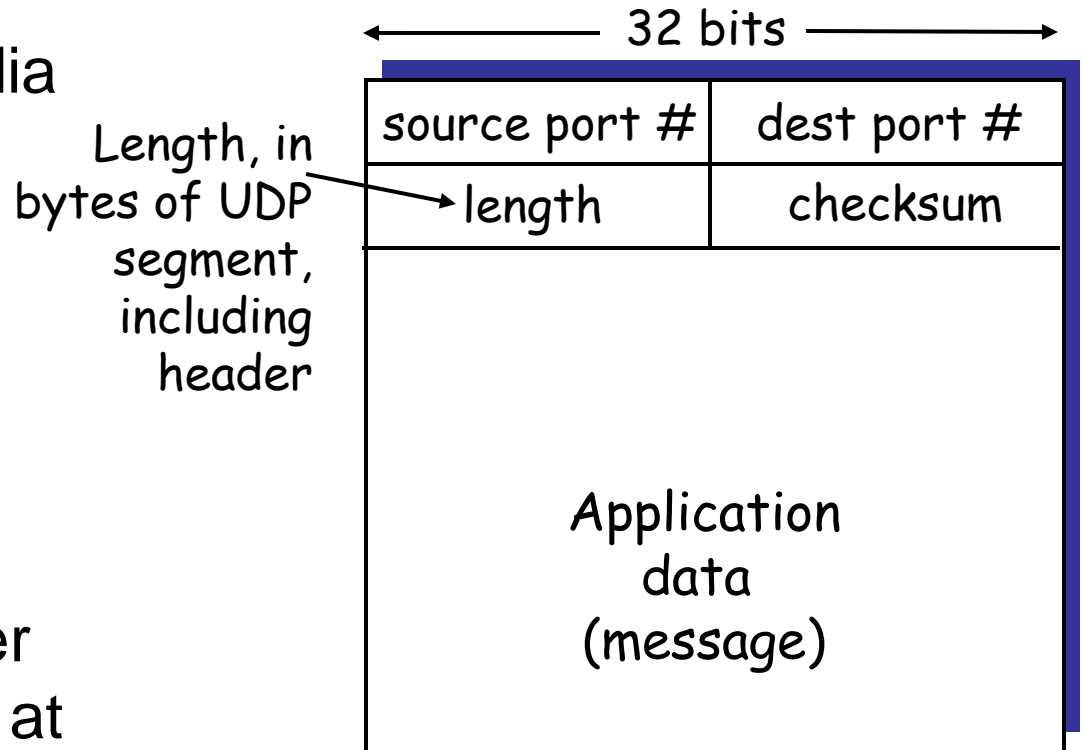 32 bits
dia
Length, in
bytes of UDP
segment,
including
header
source port # dest port #
length checksum
Application
data
(message)
er
at